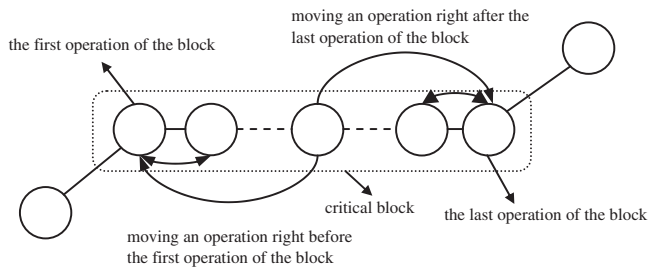 moving an operation right after the
last operation of the block
the first operation of the block
critical block
the last operation of the block
moving an operation right before
the first operation of the block